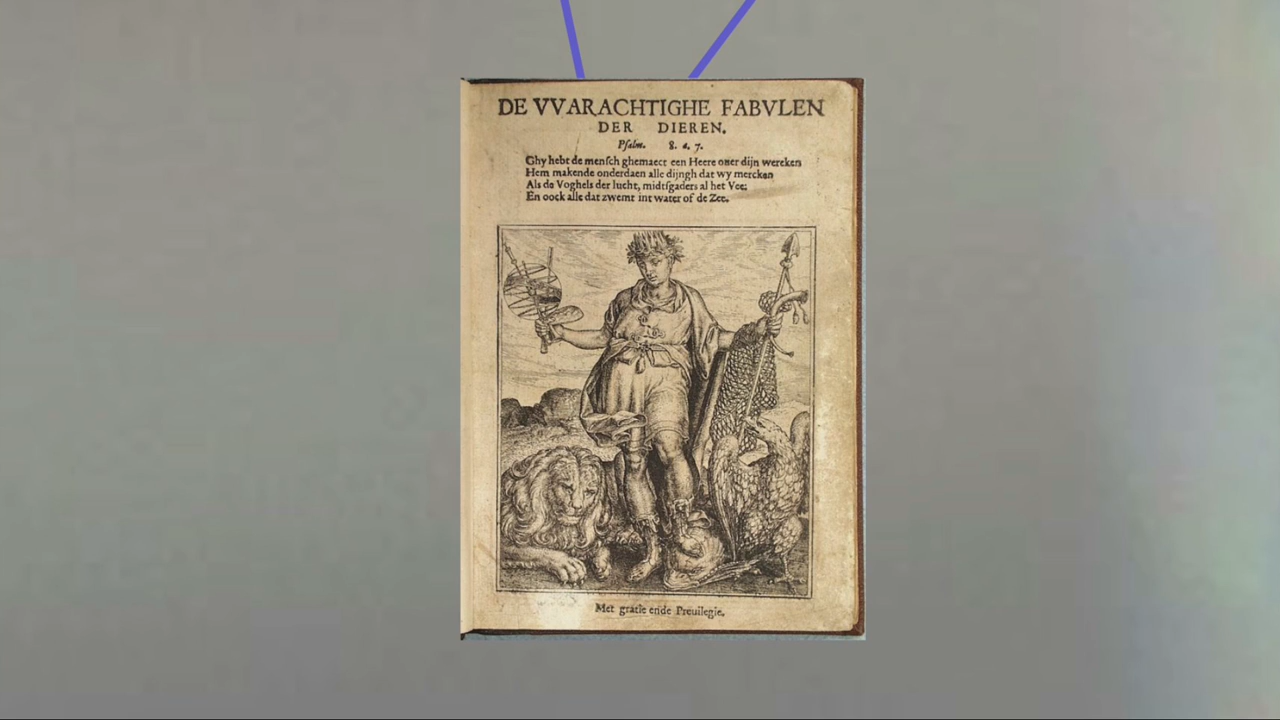 DE VVARACHTIGHE FABVLEN
DER DIEREN.
Psalm. 8. a. 7.
Ghy hebt de mensch ghemaect een Heere ouer dijn wercken
Hem makende onderdaen alle dijngh dat wy mercken
Als de Voghels der lucht, midtsgaders al het Vee:
En oock alle dat zwemt int water of de Zee.
Met gratie ende Preuilegie.